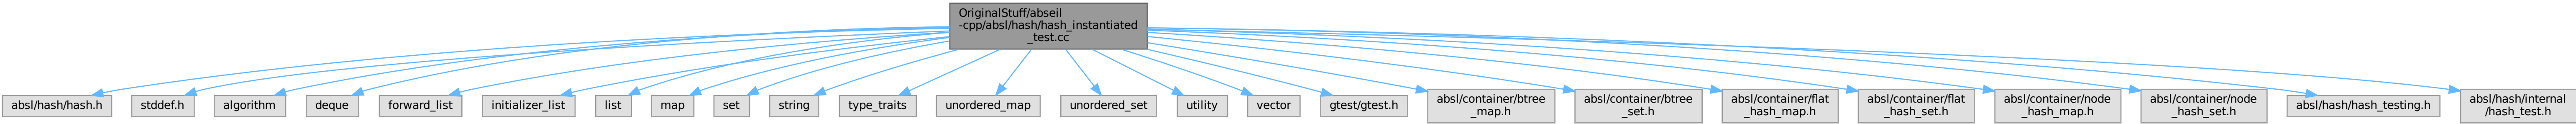 OriginalStuff/abseil
-cpp/absl/hash/hash_instantiated
_test.cc
absl/hash/hash.h
stddef.h
algorithm
deque
forward_list
initializer_list
list
map
set
string
type_traits
unordered_map
unordered_set
utility
vector
gtest/gtest.h
absl/container/btree
_map.h
absl/container/btree
_set.h
absl/container/flat
_hash_map.h
absl/container/flat
_hash_set.h
absl/container/node
_hash_map.h
absl/container/node
_hash_set.h
absl/hash/hash_testing.h
absl/hash/internal
/hash_test.h